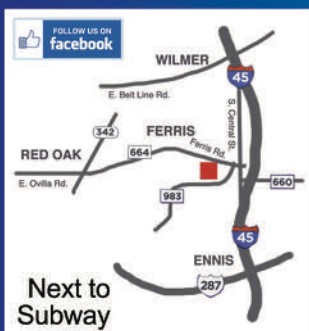 FOLLOW US ON
facebook
WILMER
45
E. Belt Line Rd.
S. Central St.
342
FERRIS
Ferris Rd.
RED OAK
664
E. Ovilla Rd.
983
660
45
ENNIS
287
Next to
Subway